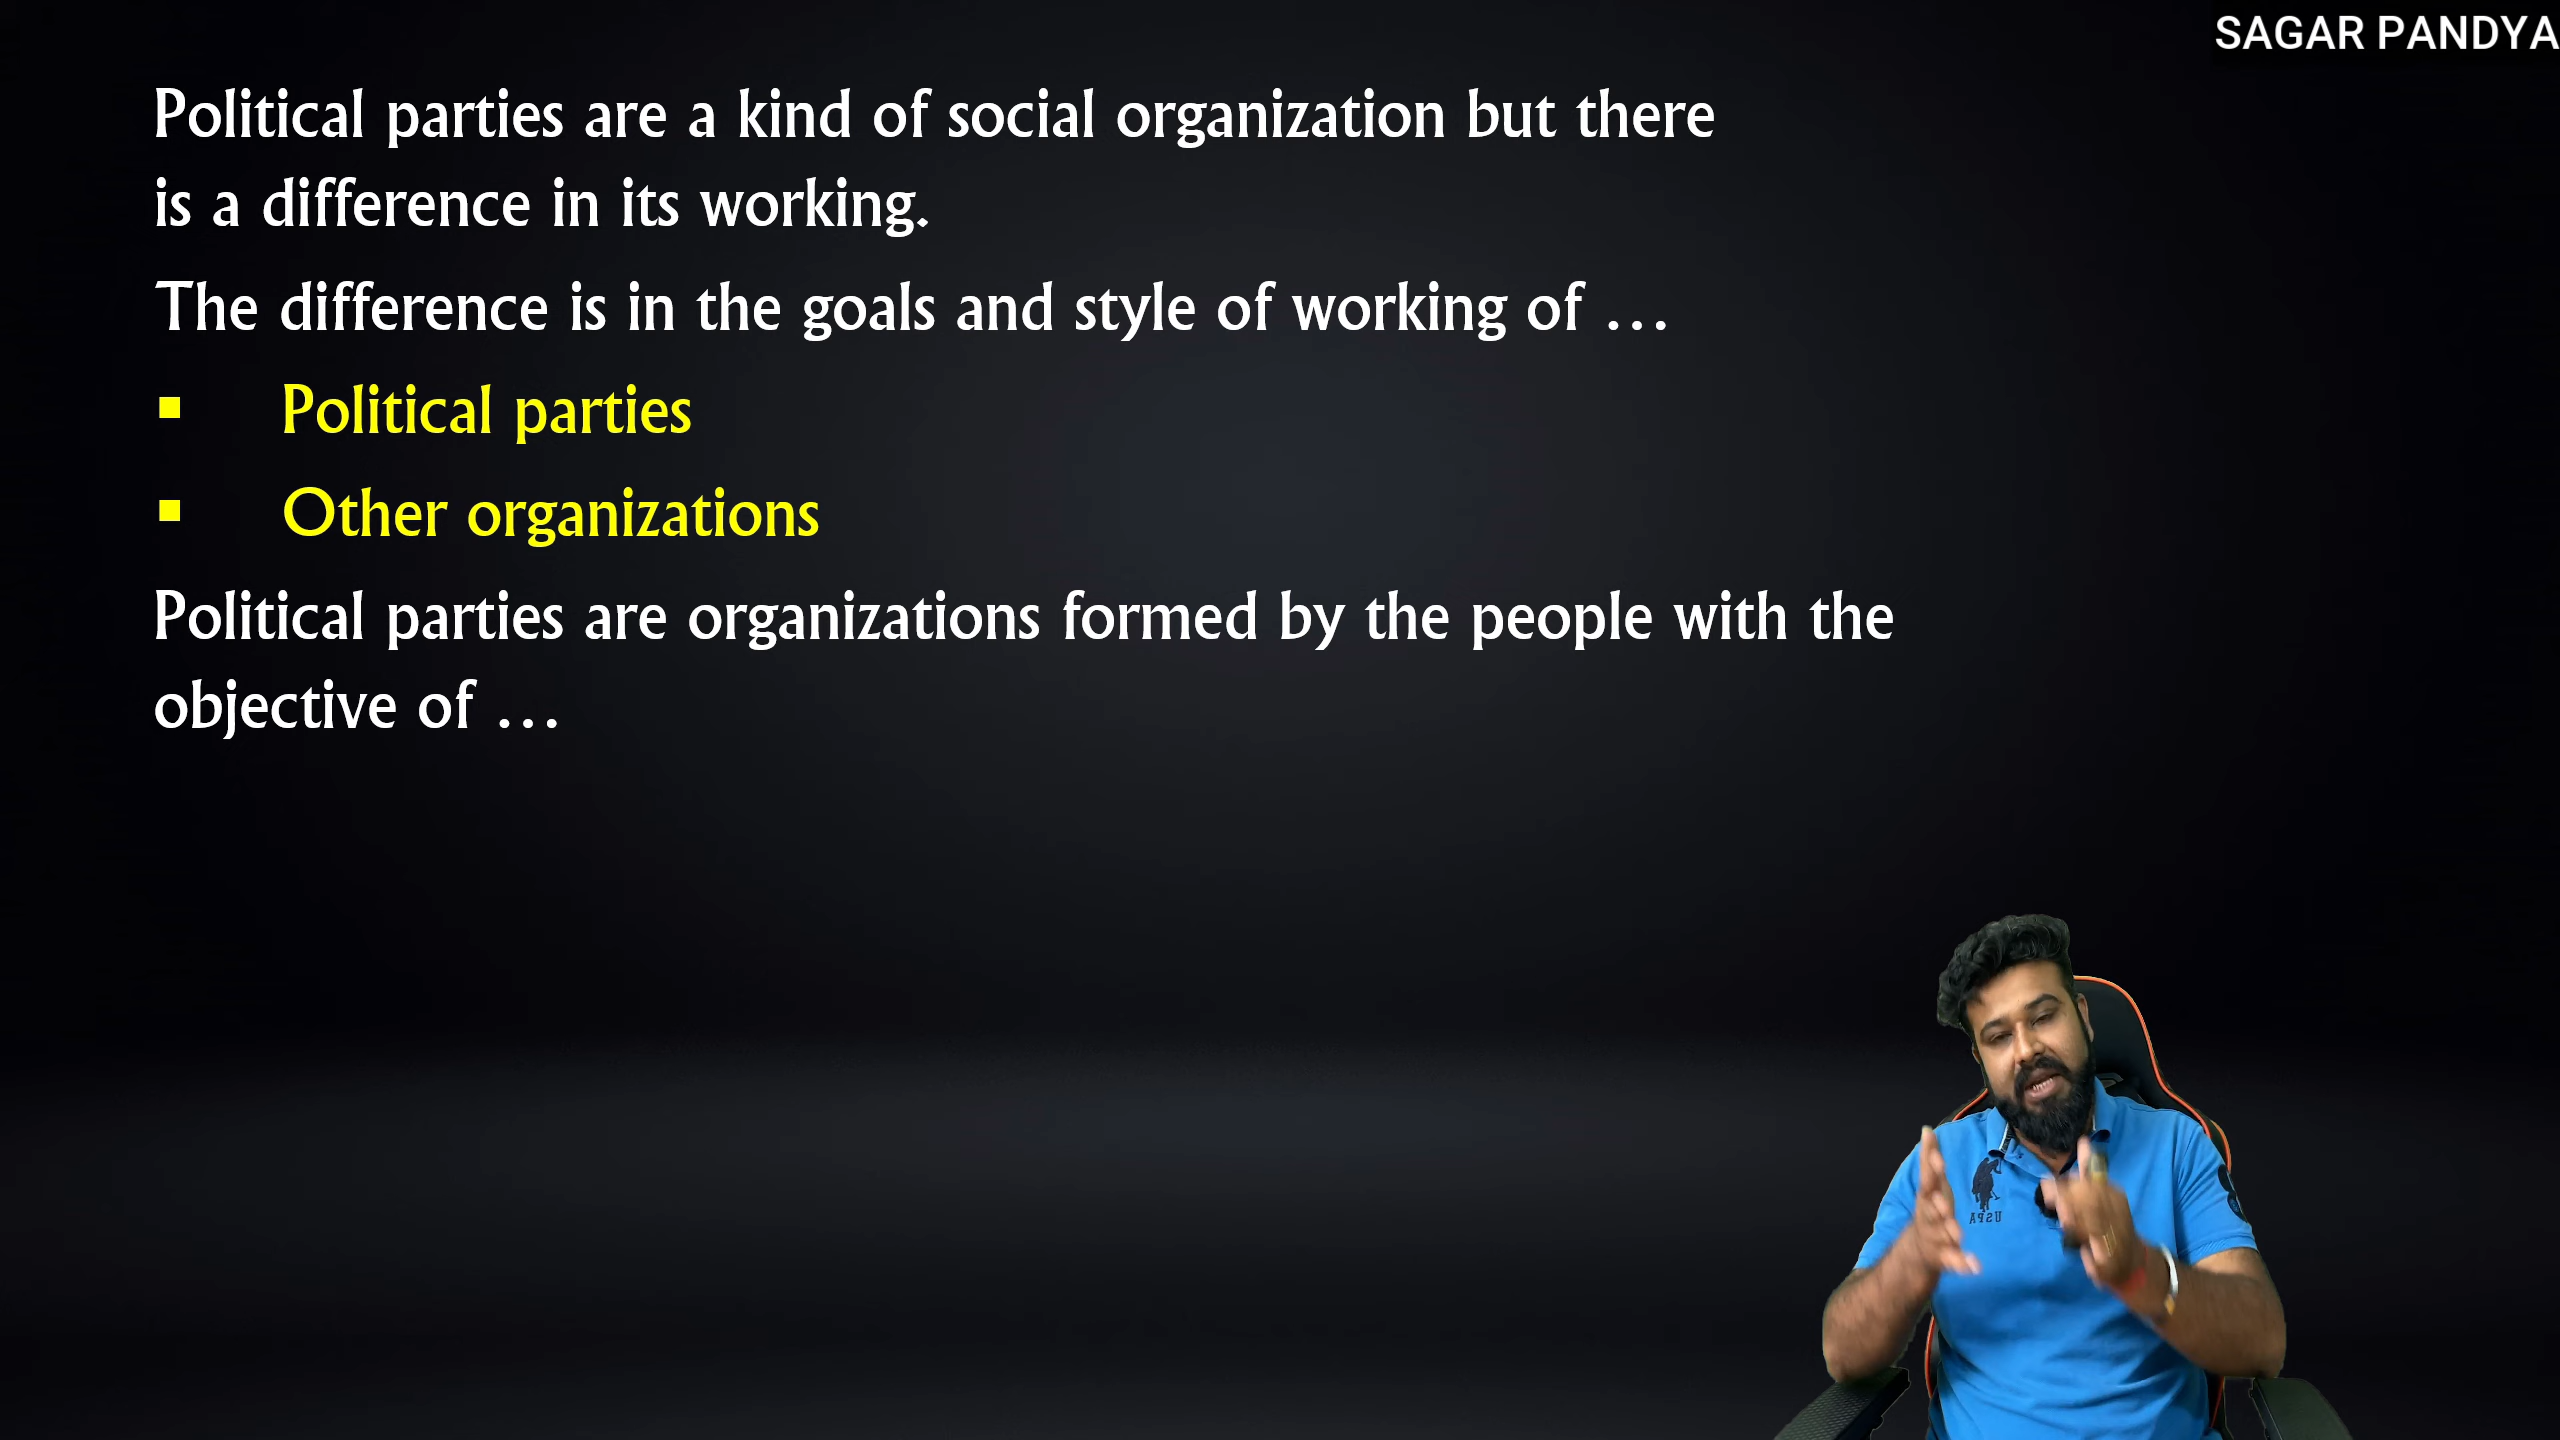 SAGAR PANDYA
Political parties are a kind of social organization but there
is a difference in its working.
The difference is in the goals and style of working of …
▪ Political parties
▪ Other organizations
Political parties are organizations formed by the people with the
objective of …
USPA